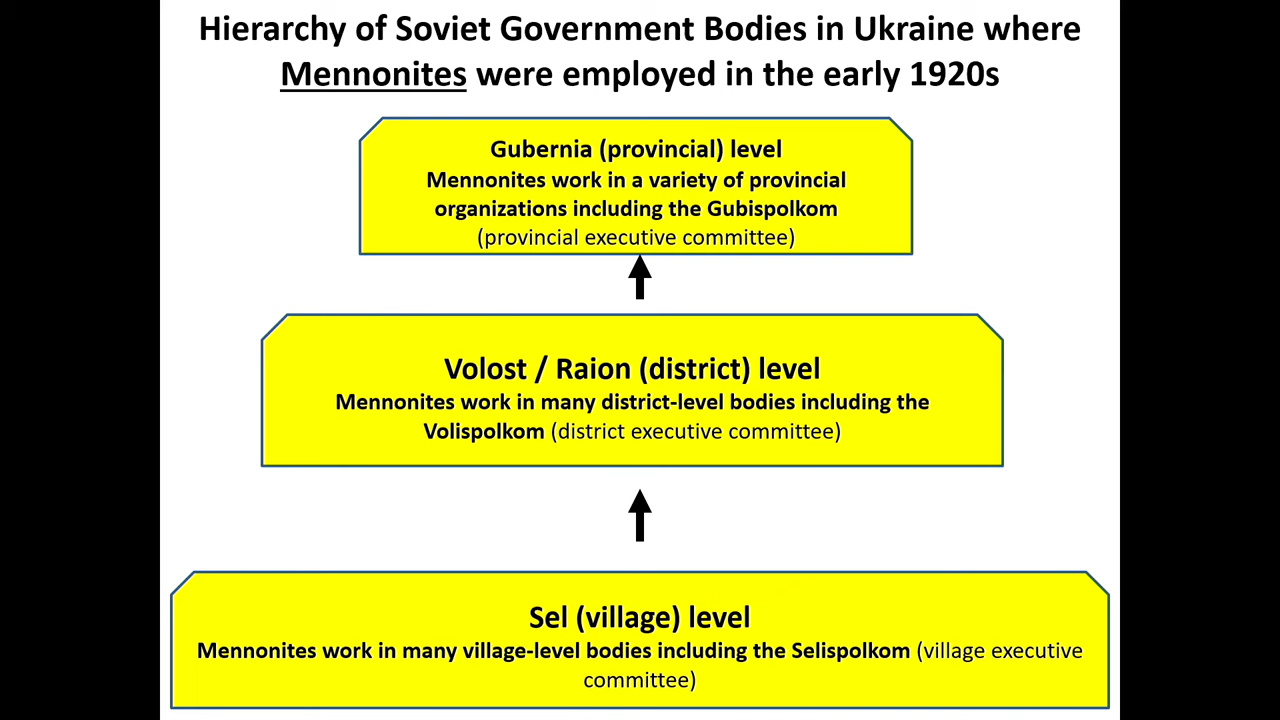 Hierarchy of Soviet Government Bodies in Ukraine where
Mennonites were employed in the early 1920s
Gubernia (provincial) level
Mennonites work in a variety of provincial
organizations including the Gubispolkom
(provincial executive committee)
Volost / Raion (district) level
Mennonites work in many district-level bodies including the
Volispolkom (district executive committee)
Sel (village) level
Mennonites work in many village-level bodies including the Selispolkom (village executive
committee)